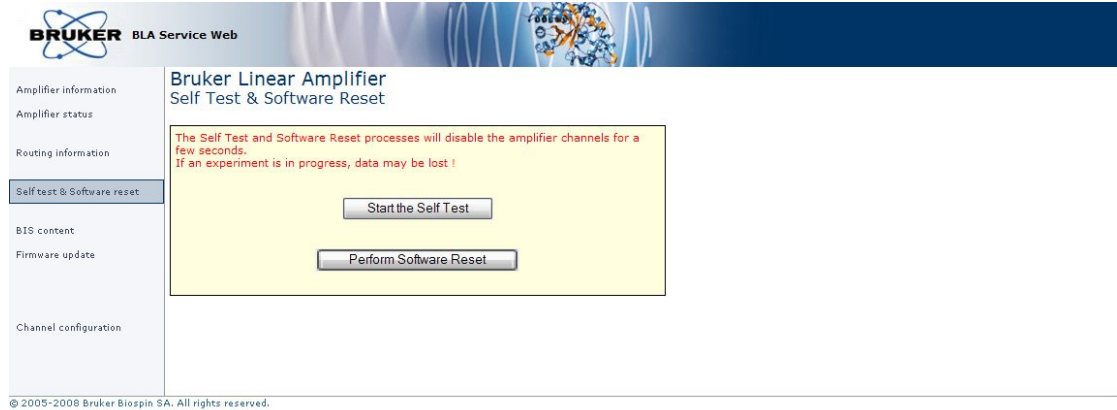 BRUKER BLA Service Web
Amplifier information
Amplifier status
Routing information
Self test & Software reset
BIS content
Firmware update
Channel configuration
Bruker Linear Amplifier
Self Test & Software Reset
The Self Test and Software Reset processes will disable the amplifier channels for a
few seconds.
If an experiment is in progress, data may be lost !
Start the Self Test
Perform Software Reset
© 2005-2008 Bruker Biospin SA. All rights reserved.